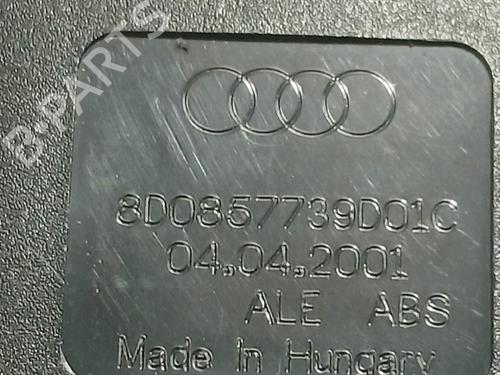 B-PARTS
8D0857739D01C
04.04.2001
ALE ABS
Made In Hungary